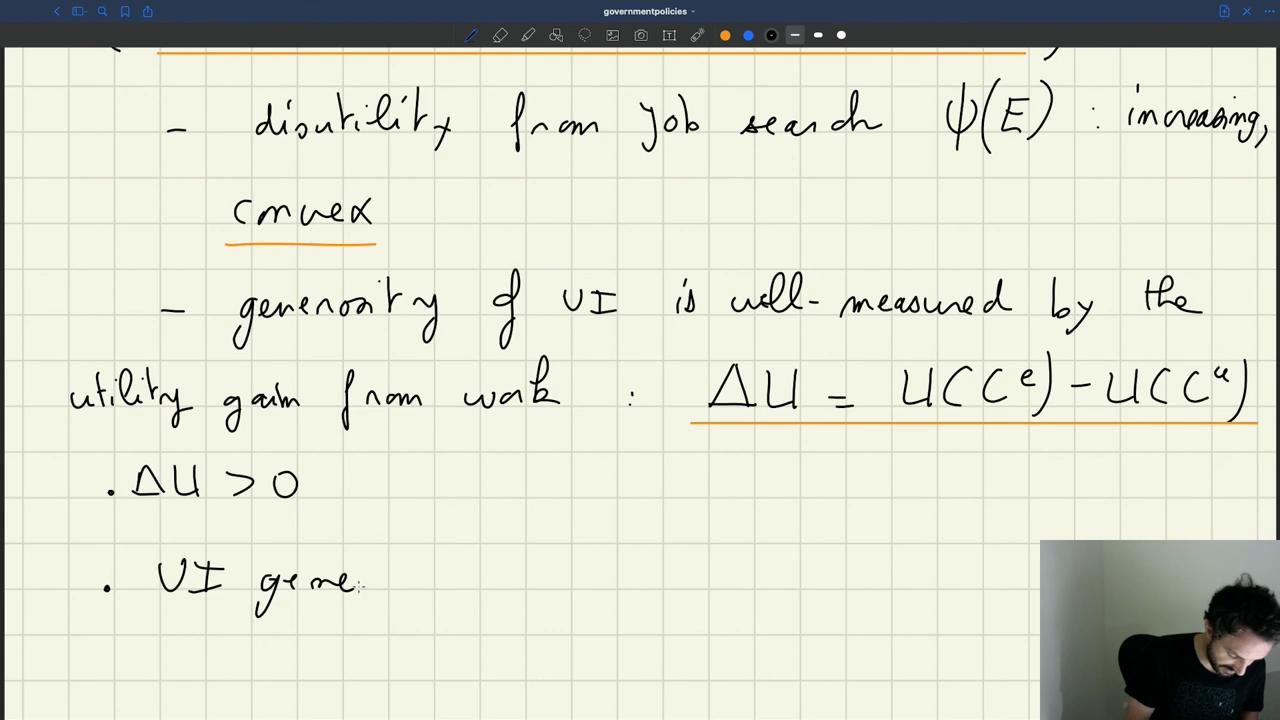 governmentpolicies
- disutility from job search ψ(E) : increasing,
convex
- generosity of UI is well-measured by the
utility gain from work : ΔU = U(C^e) - U(C^u)
. ΔU > 0
. UI gene